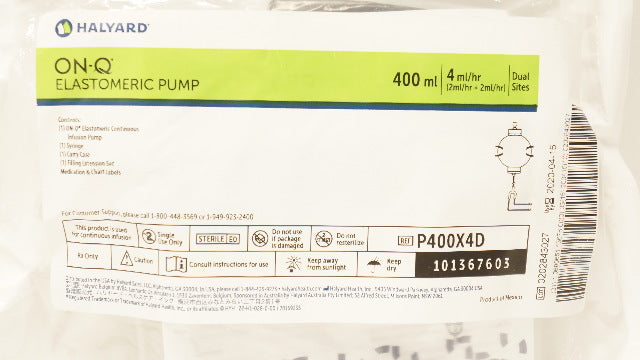 HALYARD
ON-Q*
ELASTOMERIC PUMP
400 ml
4 ml/hr
(2ml/hr + 2ml/hr)
Dual
Sites
Contents:
(1) ON-Q* Elastomeric Continuous
Infusion Pump
(1) Syringe
(1) Carry Case
(1) Filling Extension Set
Medication & Chart Labels
2020-04-15
0202843027
For Customer Support, please call 1-800-448-3569 or 1-949-923-2400
This product is used
for continuous infusion
Single
Use Only
STERILE EO
Do not use
if package
is damaged
Do not
resterilize
REF P400X4D
Rx Only
Caution
Consult instructions for use
Keep away
from sunlight
Keep
dry
101367603
Product of Mexico